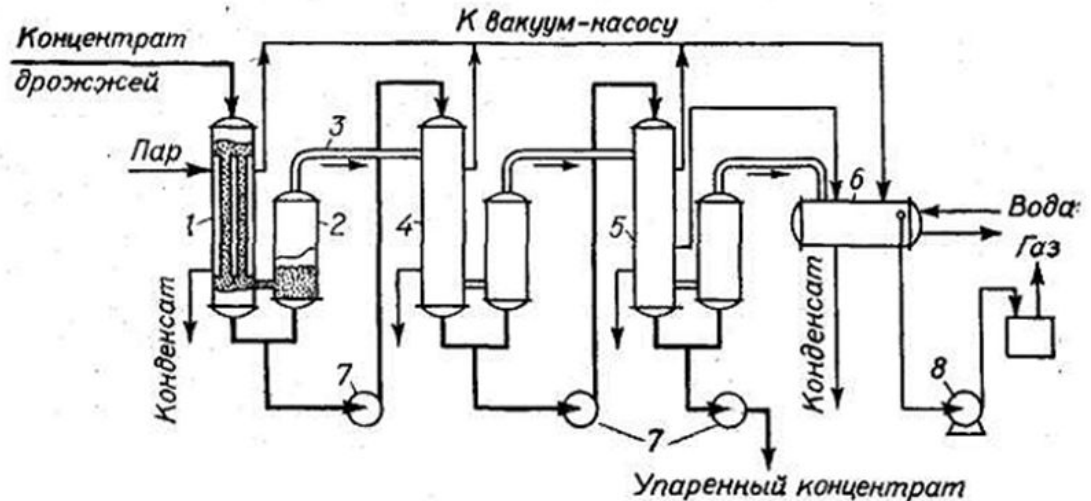 К вакуум-насосу
Концентрат
дрожжей
Пар
3
6
Вода
Газ
1
2
4
5
Конденсат
Конденсат
7
8
7
Упаренный концентрат